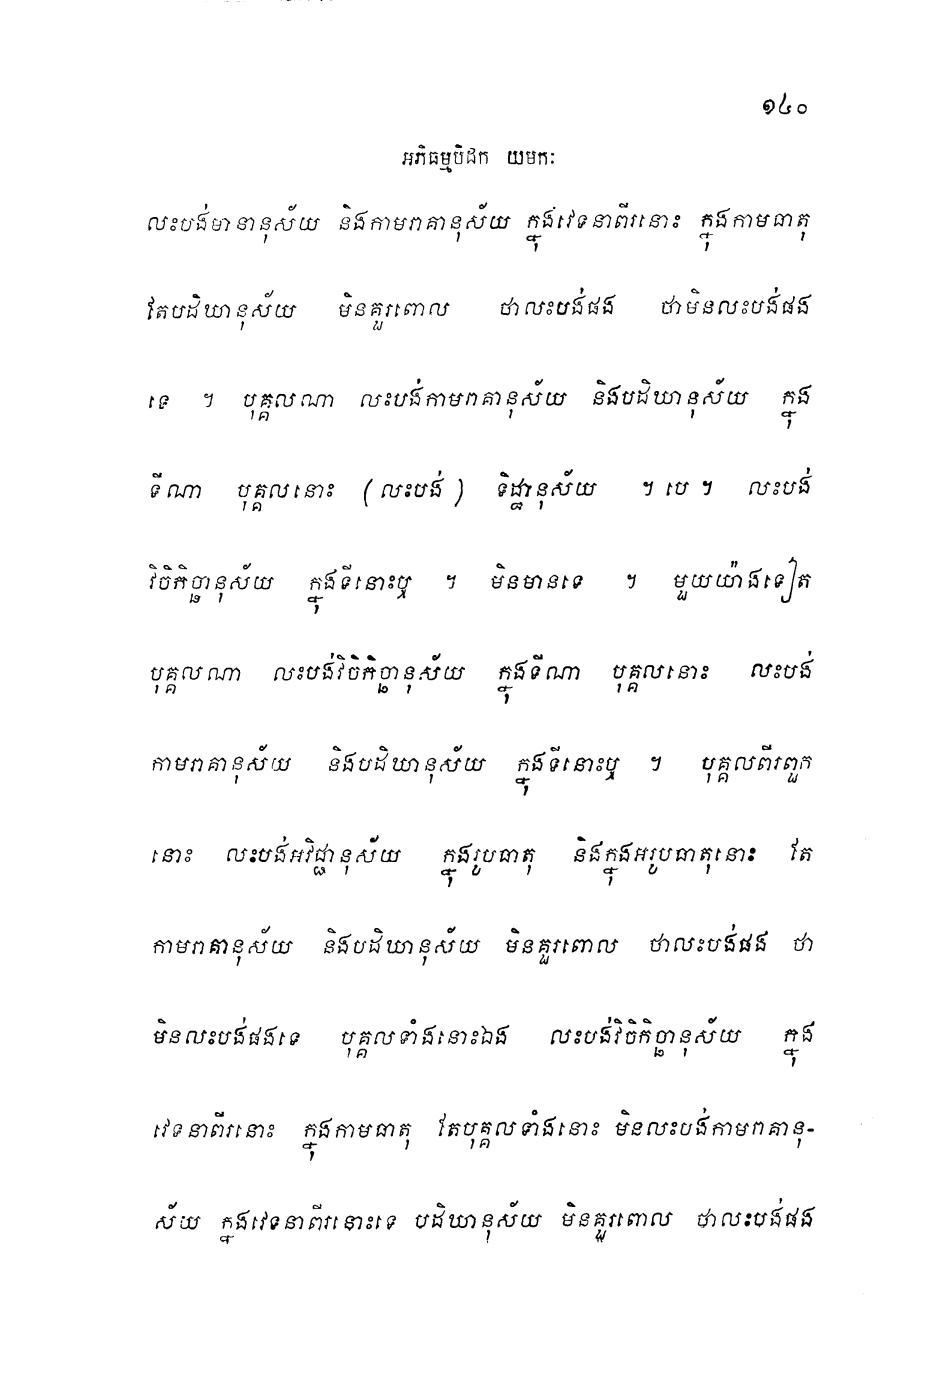 ១៤០
អភិធម្មបិដក យមកៈ
លះបង់មានានុស័យ និងកាមរាគានុស័យ ក្នុងវេទនាពីរនោះ ក្នុងកាមធាតុ
តែបដិឃានុស័យ មិនគួរពោល ថាលះបង់ផង ថាមិនលះបង់ផង
ទេ ។ បុគ្គលណា លះបង់កាមរាគានុស័យ និងបដិឃានុស័យ ក្នុង
ទីណា បុគ្គលនោះ (លះបង់) ទិដ្ឋានុស័យ ។ បេ ។ លះបង់
វិចិកិច្ឆានុស័យ ក្នុងទីនោះឬ ។ មិនមានទេ ។ មួយយ៉ាងទៀត
បុគ្គលណា លះបង់វិចិកិច្ឆានុស័យ ក្នុងទីណា បុគ្គលនោះ លះបង់
កាមរាគានុស័យ និងបដិឃានុស័យ ក្នុងទីនោះឬ ។ បុគ្គលពីរពួក
នោះ លះបង់អវិជ្ជានុស័យ ក្នុងរូបធាតុ និងក្នុងអរូបធាតុនោះ តែ
កាមរាគានុស័យ និងបដិឃានុស័យ មិនគួរពោល ថាលះបង់ផង ថា
មិនលះបង់ផងទេ បុគ្គលទាំងនោះឯង លះបង់វិចិកិច្ឆានុស័យ ក្នុង
វេទនាពីរនោះ ក្នុងកាមធាតុ តែបុគ្គលទាំងនោះ មិនលះបង់កាមរាគានុ-
ស័យ ក្នុងវេទនាពីរនោះទេ បដិឃានុស័យ មិនគួរពោល ថាលះបង់ផង